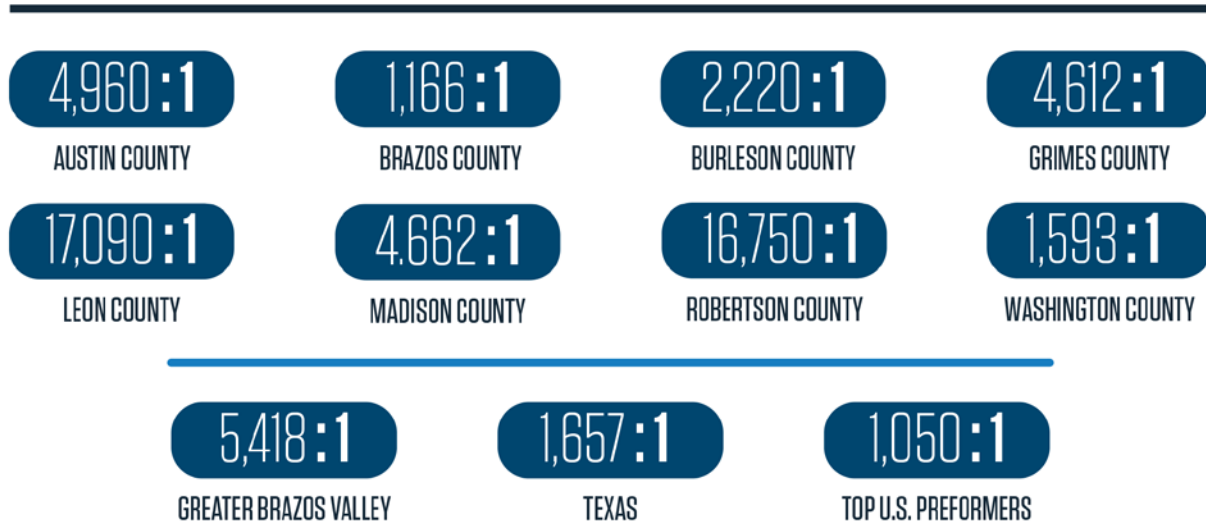 4,960:1 1,166:1 2,220:1 4,612:1
AUSTIN COUNTY BRAZOS COUNTY BURLESON COUNTY GRIMES COUNTY
17,090:1 4.662:1 16,750:1 1,593:1
LEON COUNTY MADISON COUNTY ROBERTSON COUNTY WASHINGTON COUNTY
5,418:1 1,657:1 1,050:1
GREATER BRAZOS VALLEY TEXAS TOP U.S. PREFORMERS